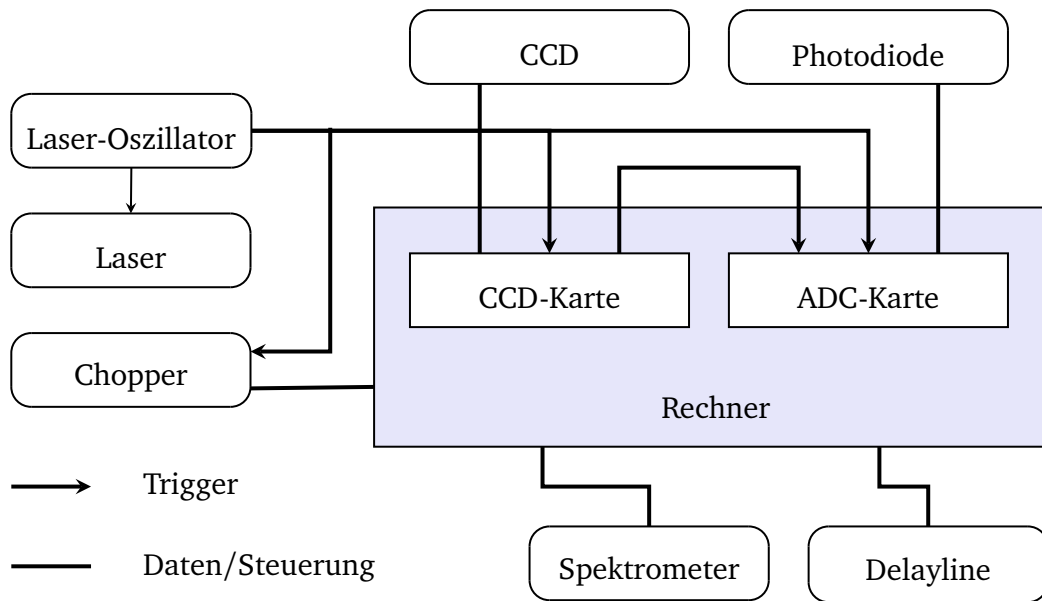 CCD
Photodiode
Laser-Oszillator
Laser
CCD-Karte
ADC-Karte
Chopper
Rechner
Trigger
Daten/Steuerung
Spektrometer
Delayline